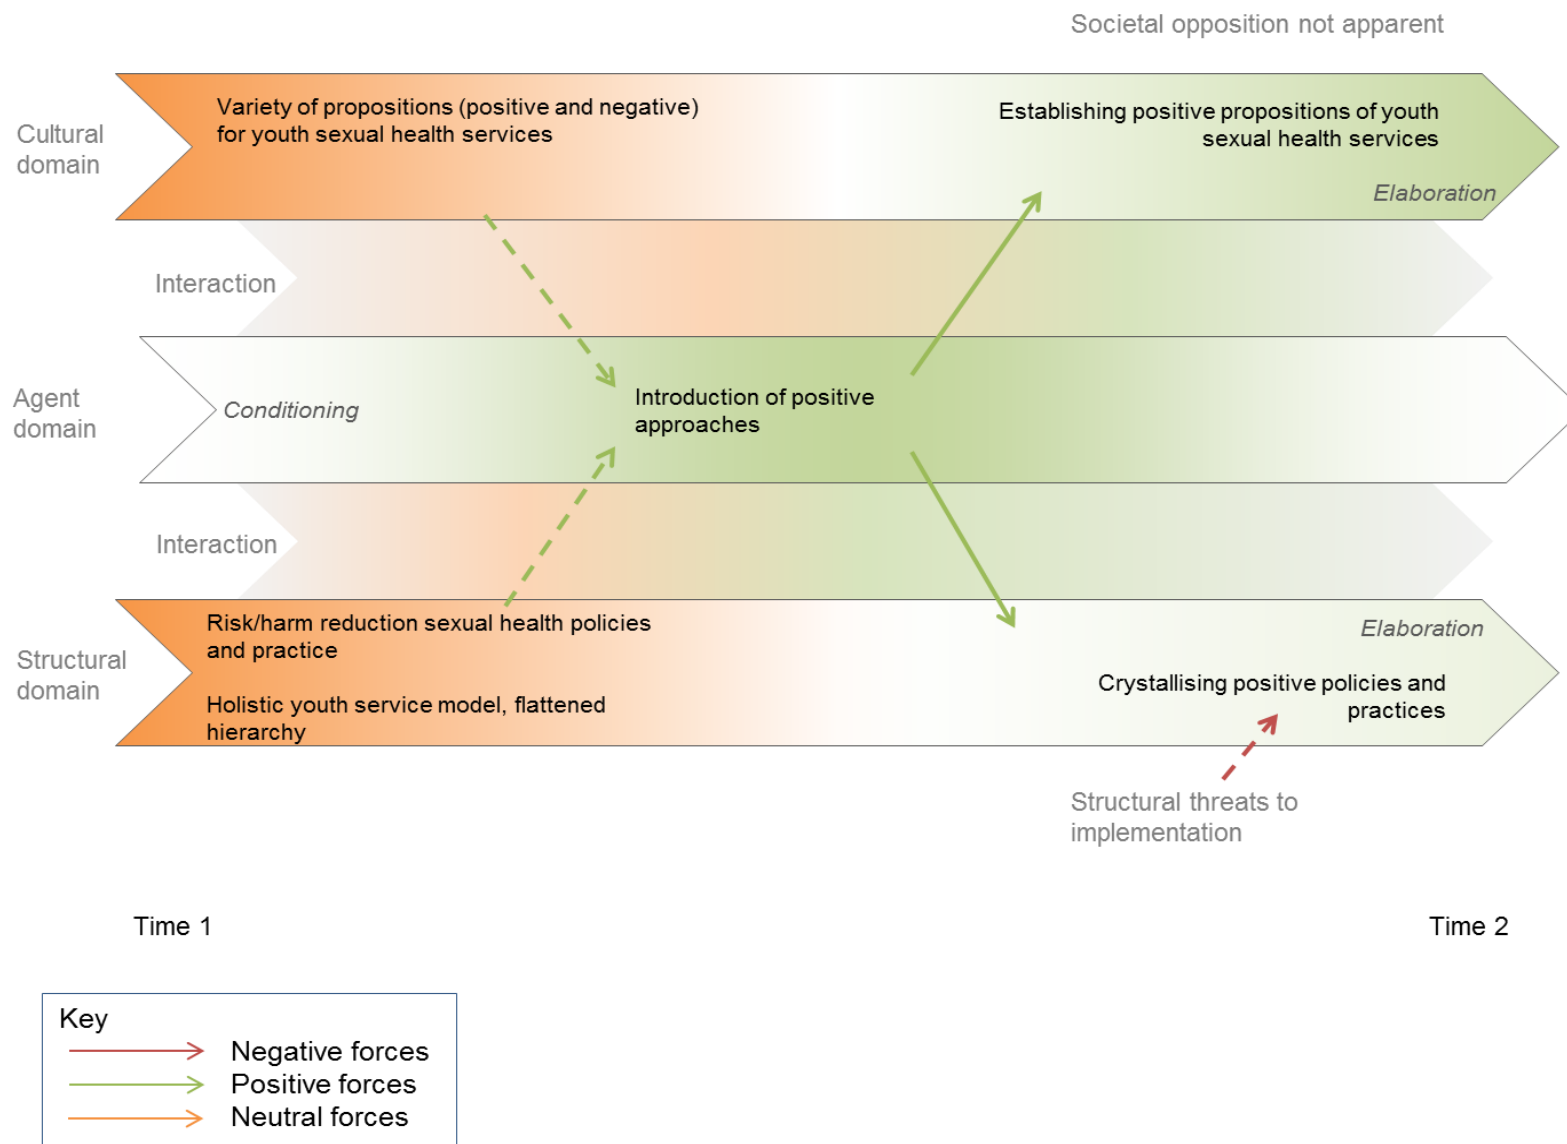 Societal opposition not apparent
Cultural
domain
Variety of propositions (positive and negative)
for youth sexual health services
Establishing positive propositions of youth
sexual health services
Elaboration
Interaction
Agent
domain
Conditioning
Introduction of positive
approaches
Interaction
Structural
domain
Risk/harm reduction sexual health policies
and practice
Holistic youth service model, flattened
hierarchy
Elaboration
Crystallising positive policies and
practices
Structural threats to
implementation
Time 1
Time 2
Key
Negative forces
Positive forces
Neutral forces